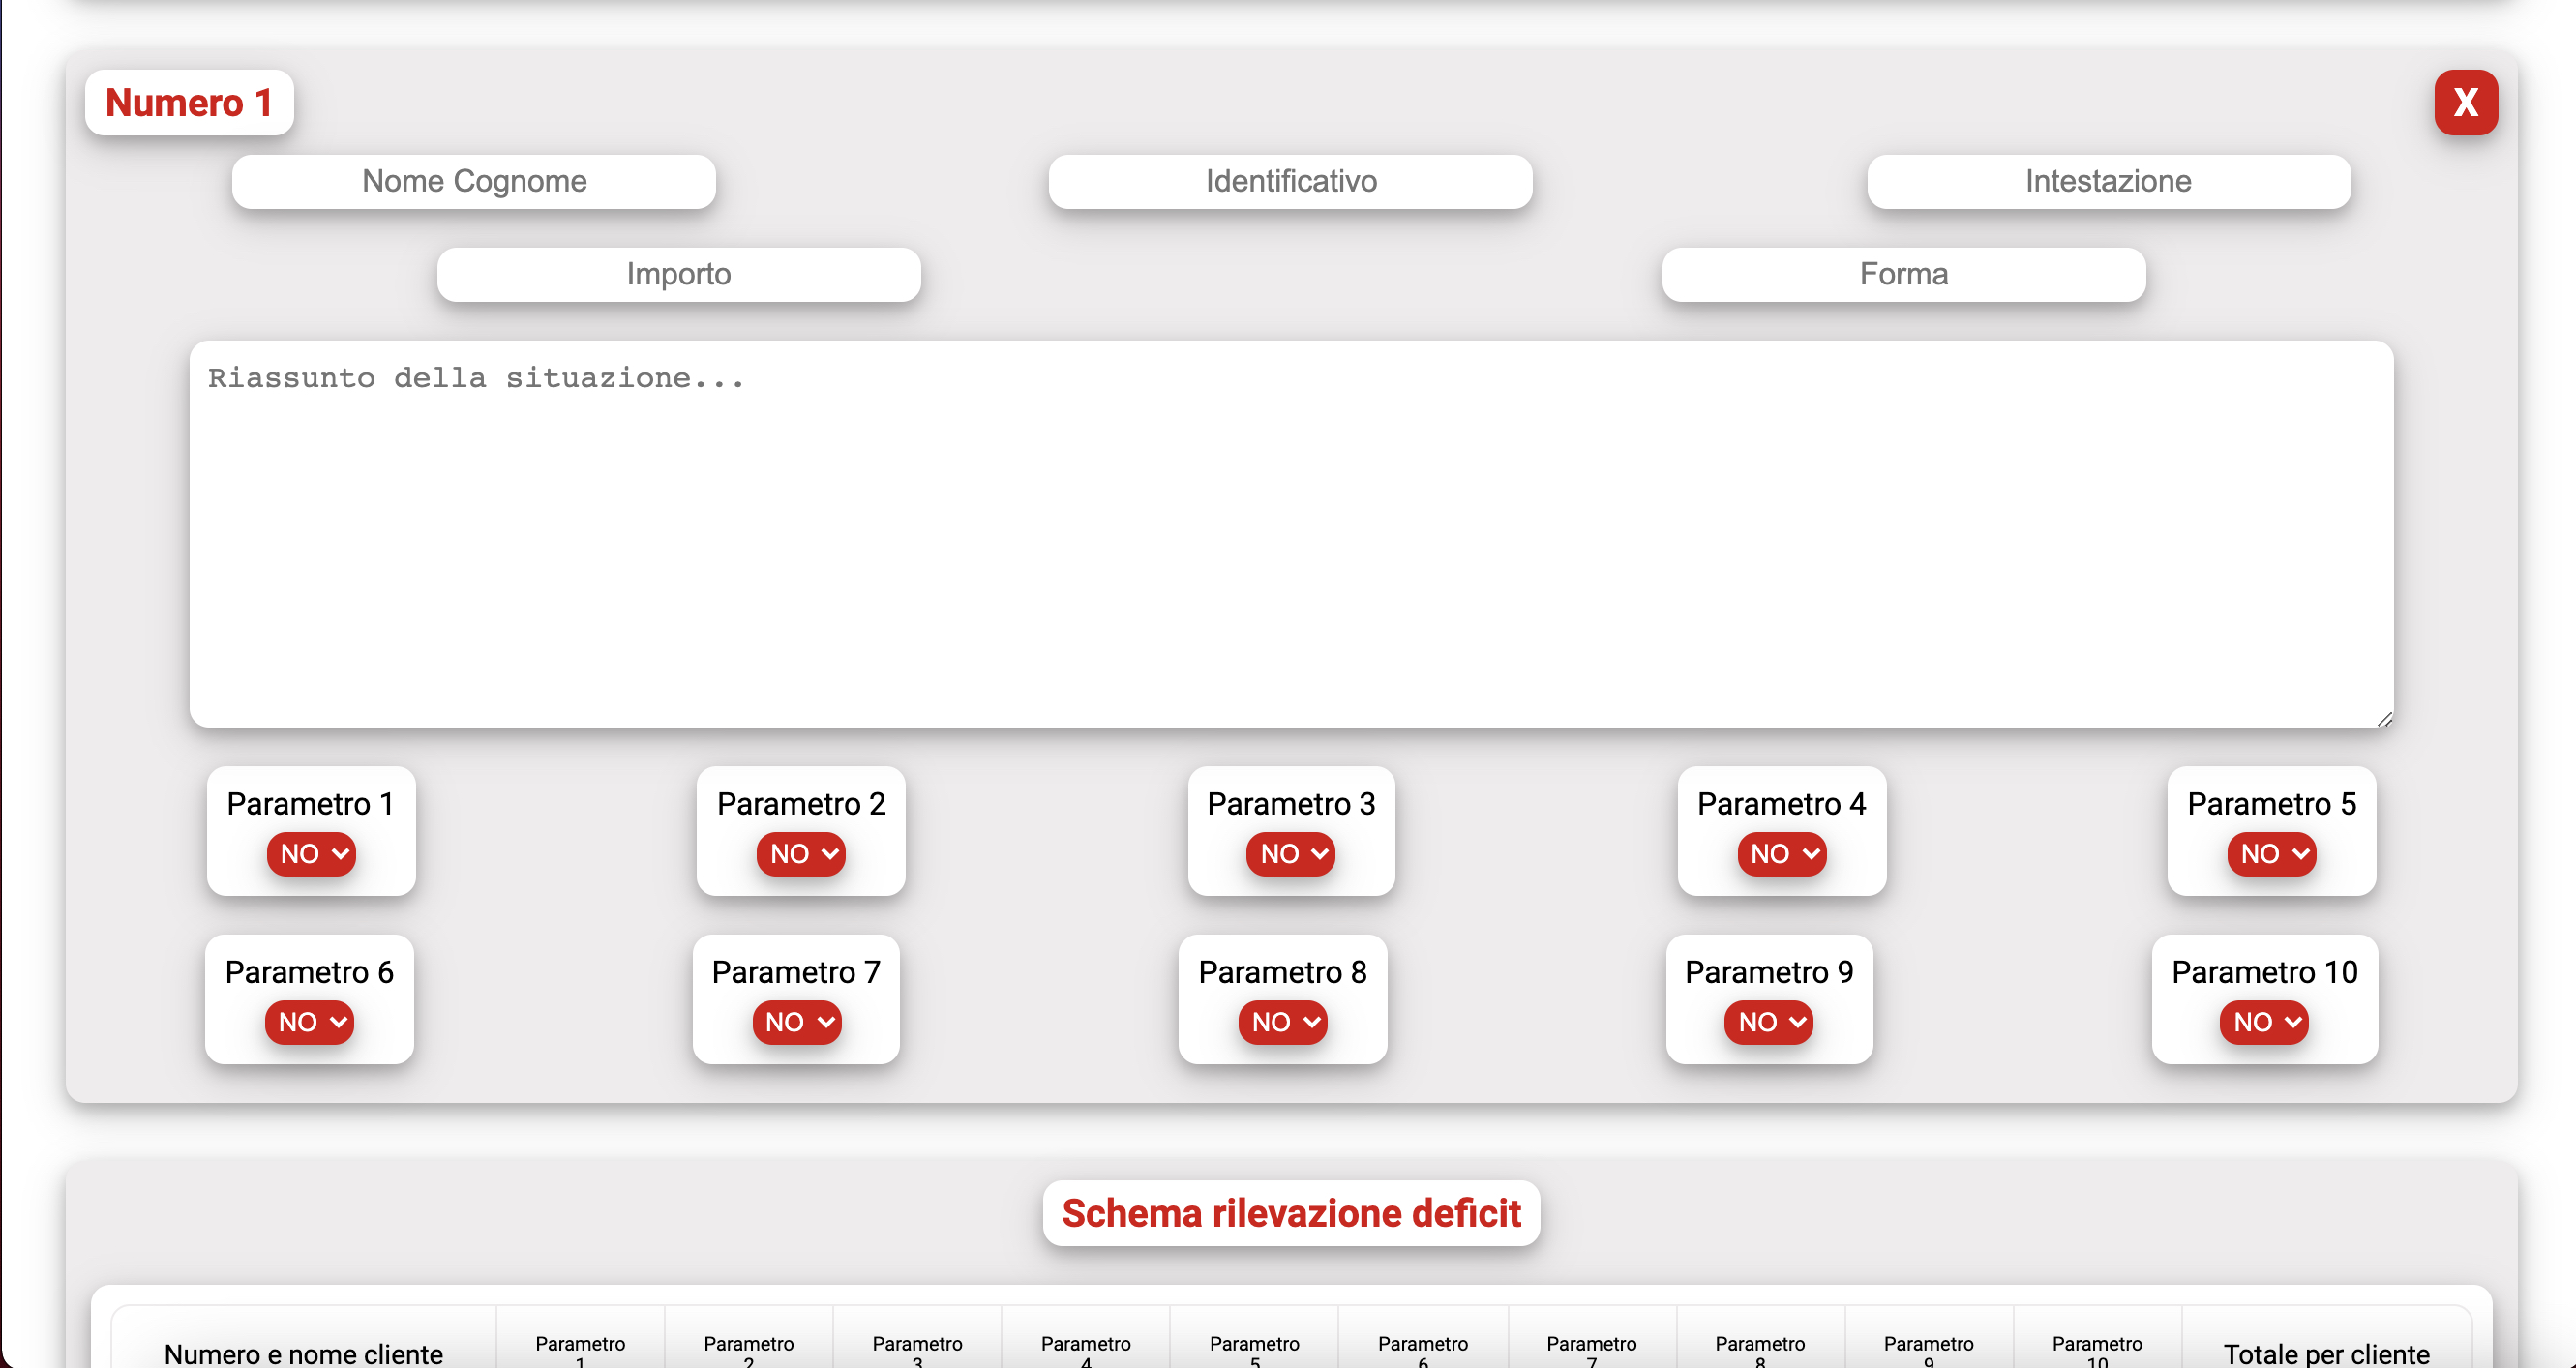 Numero 1
X
Nome Cognome
Identificativo
Intestazione
Importo
Forma
Riassunto della situazione...
Parametro 1
NO
Parametro 2
NO
Parametro 3
NO
Parametro 4
NO
Parametro 5
NO
Parametro 6
NO
Parametro 7
NO
Parametro 8
NO
Parametro 9
NO
Parametro 10
NO
Schema rilevazione deficit
Numero e nome cliente
Parametro
1
Parametro
2
Parametro
3
Parametro
4
Parametro
5
Parametro
6
Parametro
7
Parametro
8
Parametro
9
Parametro
10
Totale per cliente